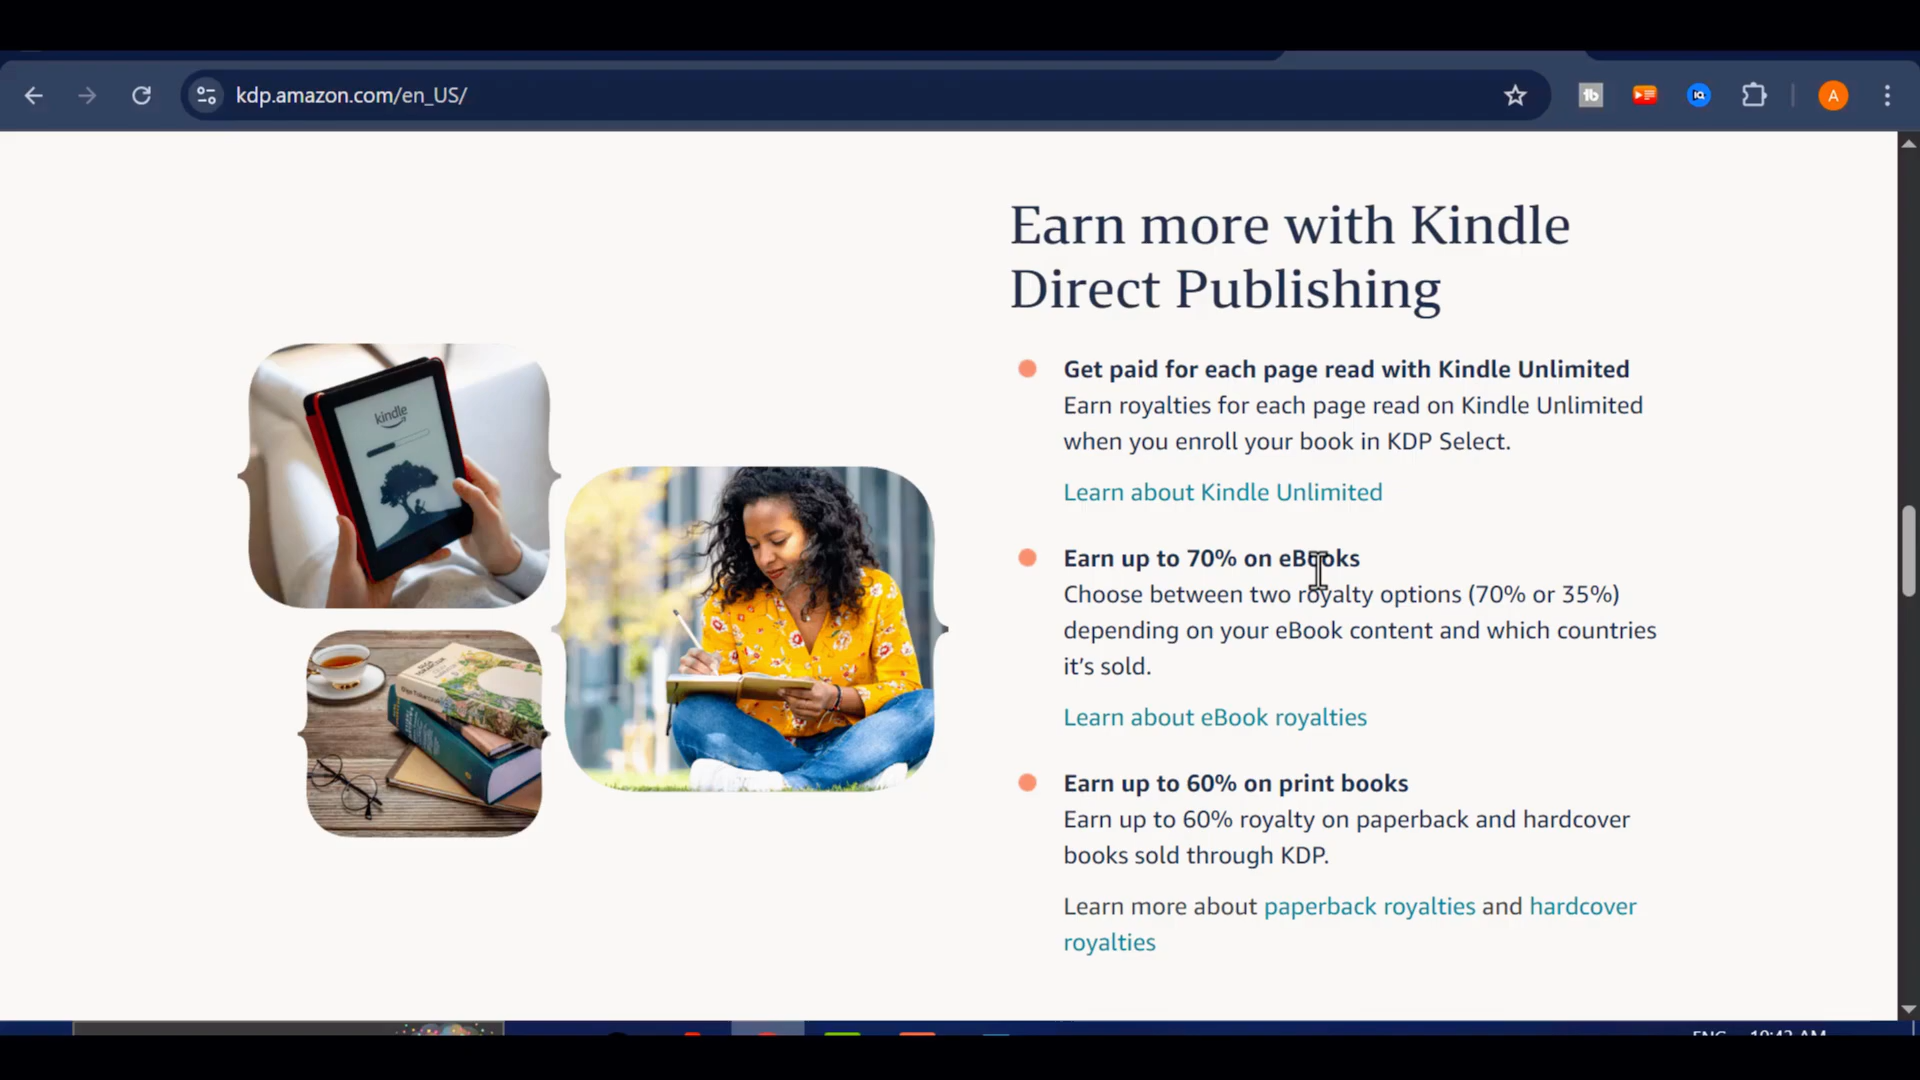 kdp.amazon.com/en_US/
A
Earn more with Kindle
Direct Publishing
Get paid for each page read with Kindle Unlimited
Earn royalties for each page read on Kindle Unlimited
when you enroll your book in KDP Select.
Learn about Kindle Unlimited
Earn up to 70% on eBooks
Choose between two royalty options (70% or 35%)
depending on your eBook content and which countries
it’s sold.
Learn about eBook royalties
Earn up to 60% on print books
Earn up to 60% royalty on paperback and hardcover
books sold through KDP.
Learn more about paperback royalties and hardcover
royalties
kindle